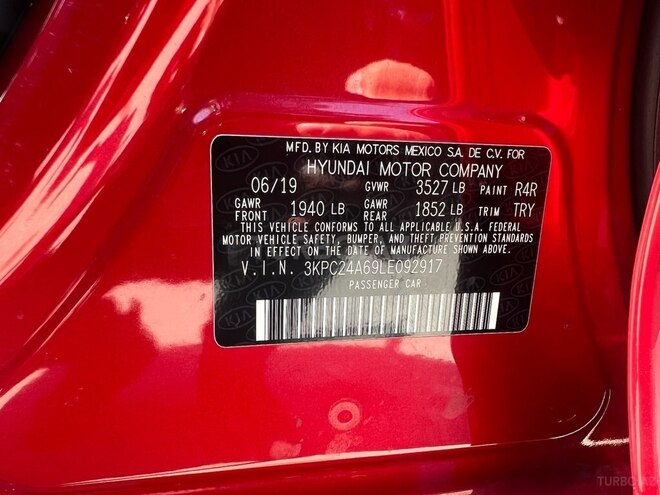 MFD. BY KIA MOTORS MEXICO S.A. DE C.V. FOR
HYUNDAI MOTOR COMPANY
06/19 GVWR 3527 LB PAINT R4R
GAWR FRONT 1940 LB GAWR REAR 1852 LB TRIM TRY
THIS VEHICLE CONFORMS TO ALL APPLICABLE U.S. FEDERAL
MOTOR VEHICLE SAFETY, BUMPER, AND THEFT PREVENTION STANDARDS
IN EFFECT ON THE DATE OF MANUFACTURE SHOWN ABOVE.
V.I.N. 3KPC24A69LE092917
PASSENGER CAR